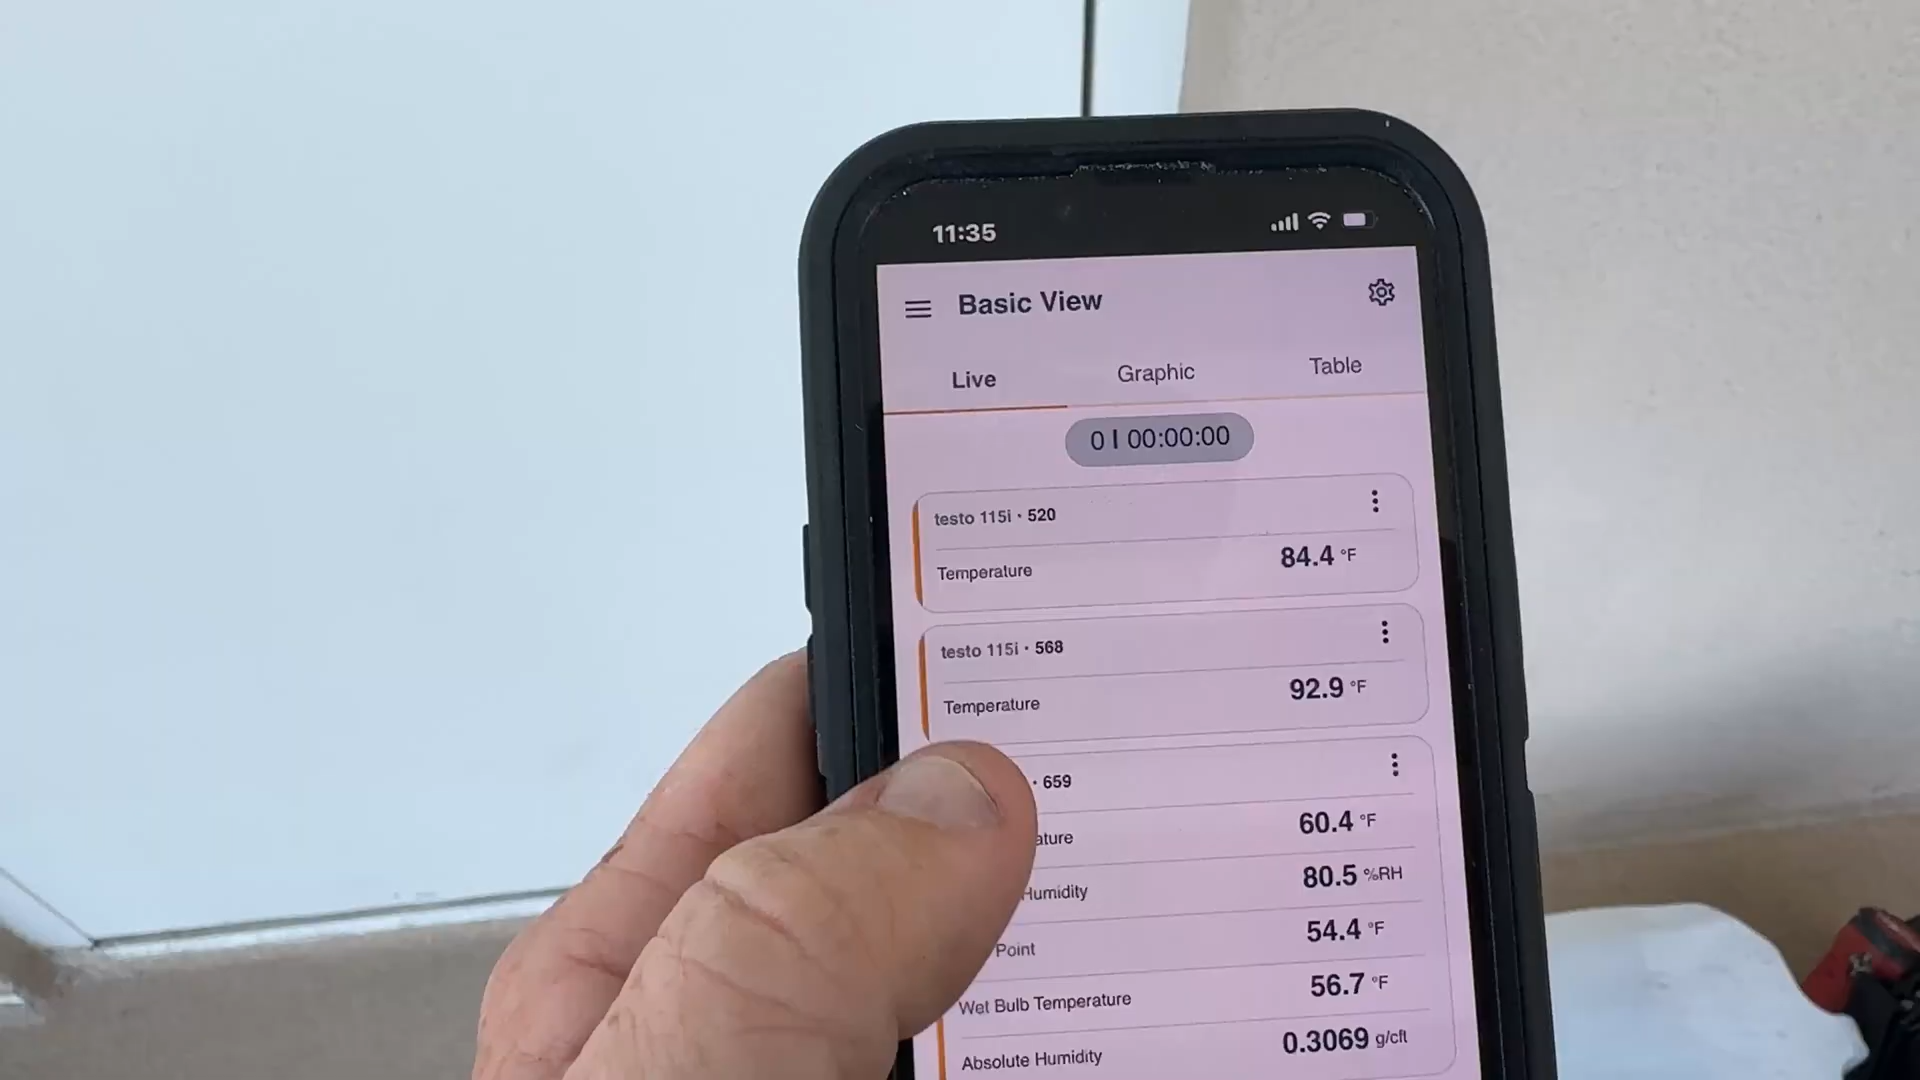 11:35
Basic View
Live Graphic Table
0 | 00:00:00
testo 115i · 520
Temperature 84.4 °F
testo 115i · 568
Temperature 92.9 °F
· 659
ature 60.4 °F
Humidity 80.5 %RH
Point 54.4 °F
Wet Bulb Temperature 56.7 °F
Absolute Humidity 0.3069 g/cft